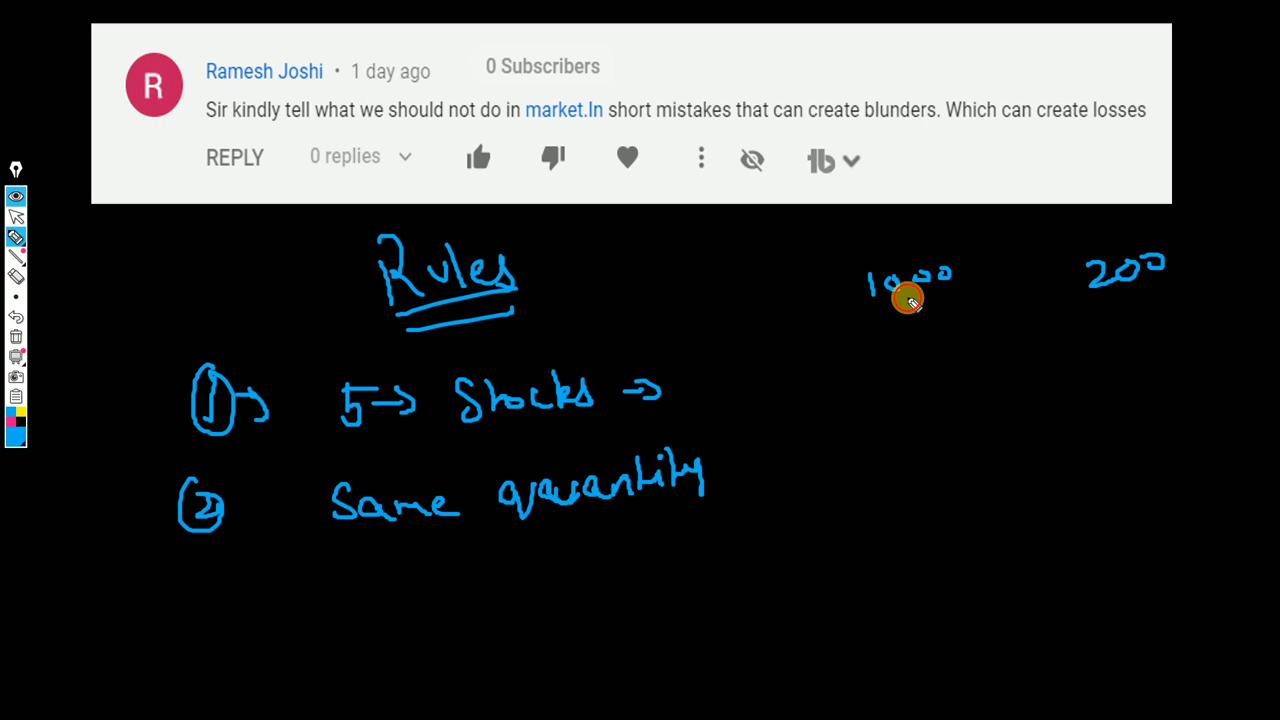 R Ramesh Joshi • 1 day ago 0 Subscribers
Sir kindly tell what we should not do in market.In short mistakes that can create blunders. Which can create losses
REPLY 0 replies
Rules
1000 200
① → 5 → Stocks →
② Same quantity